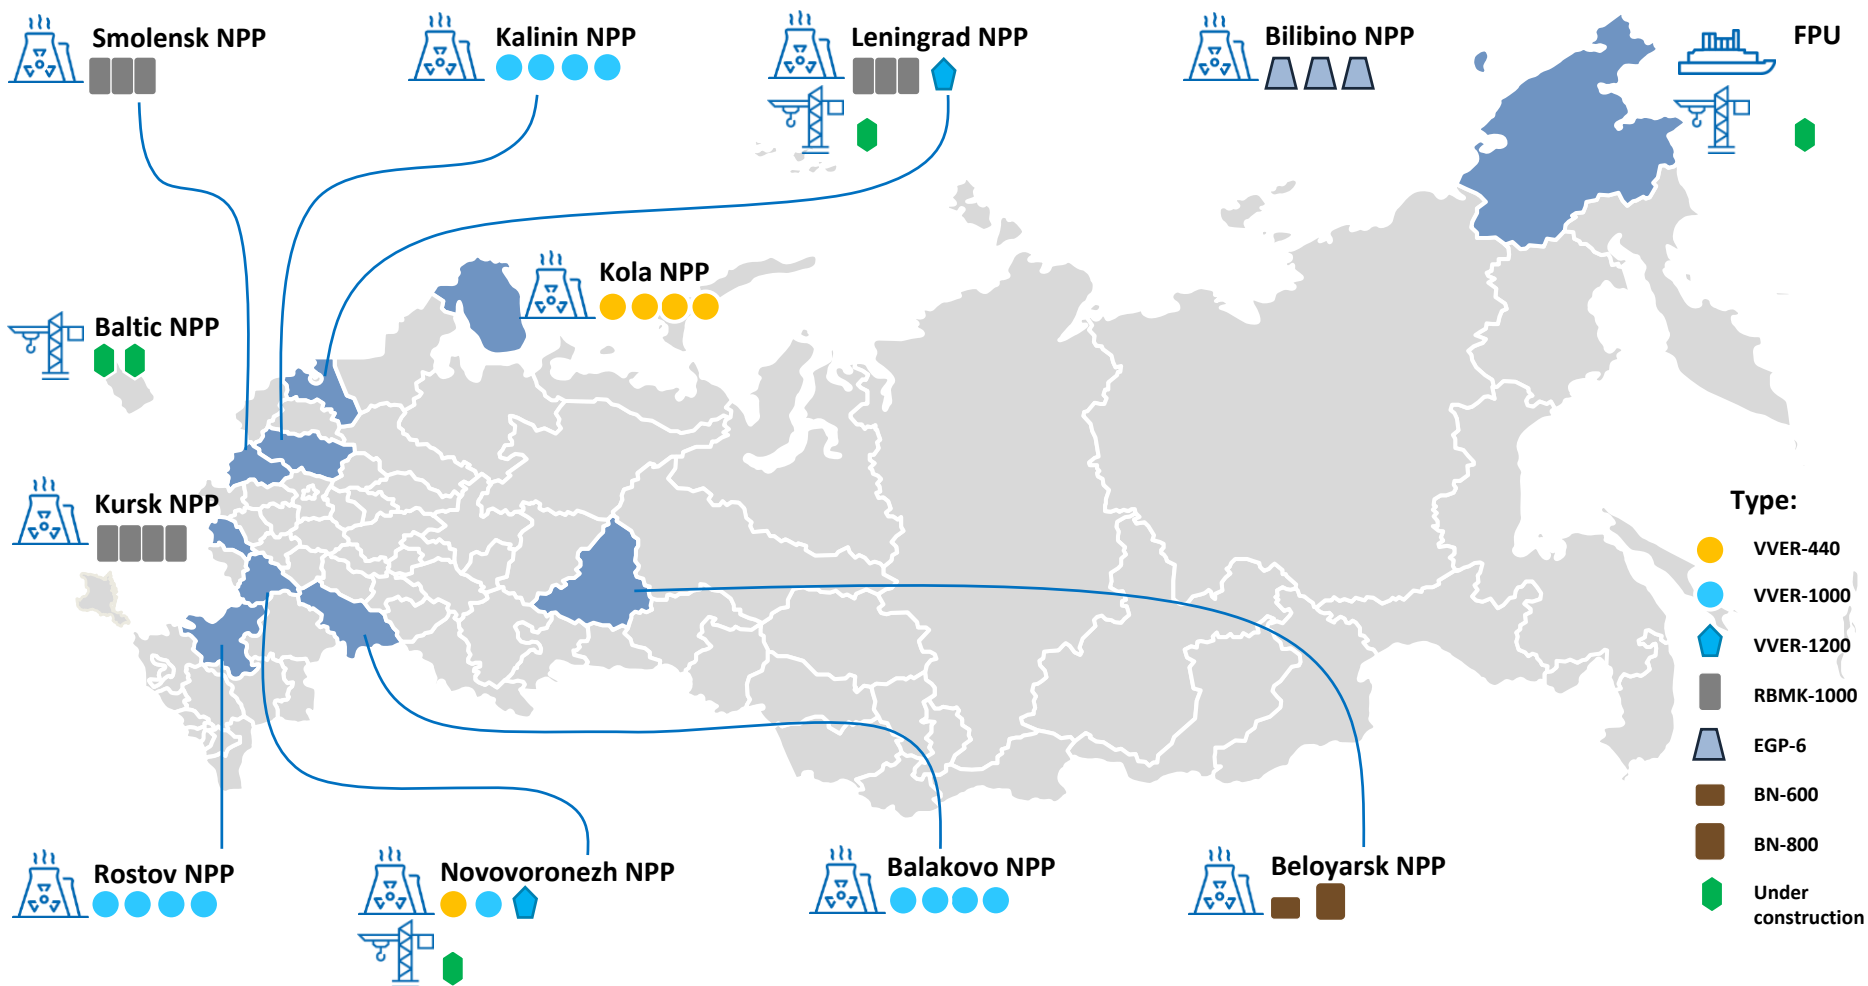 Smolensk NPP
Kalinin NPP
Leningrad NPP
Bilibino NPP
FPU
Kola NPP
Baltic NPP
Kursk NPP
Type:
VVER-440
VVER-1000
VVER-1200
RBMK-1000
EGP-6
BN-600
BN-800
Under
construction
Rostov NPP
Novovoronezh NPP
Balakovo NPP
Beloyarsk NPP